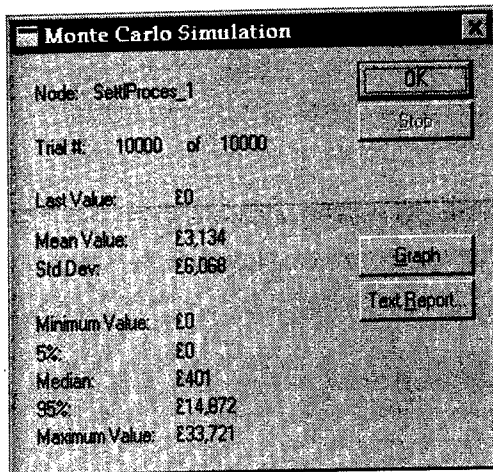 Monte Carlo Simulation
Node: SettlProces_1
OK
Stop
Trial #: 10000 of 10000
Last Value: £0
Mean Value: £3,134
Std Dev: £6,068
Graph
Text Report...
Minimum Value: £0
5%: £0
Median: £401
95%: £14,872
Maximum Value: £33,721